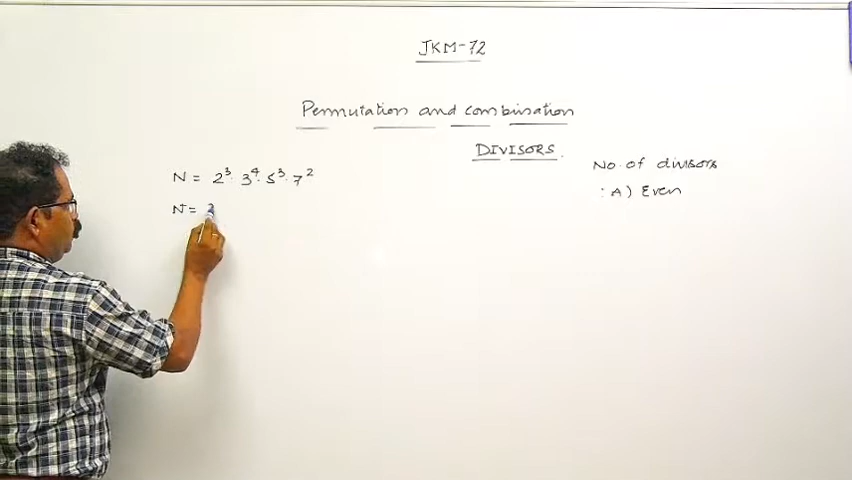 JKM-72
Permutation and combination
DIVISORS.
N = 2³· 3⁴· 5³· 7²
No. of divisors
: A) Even
N = 2